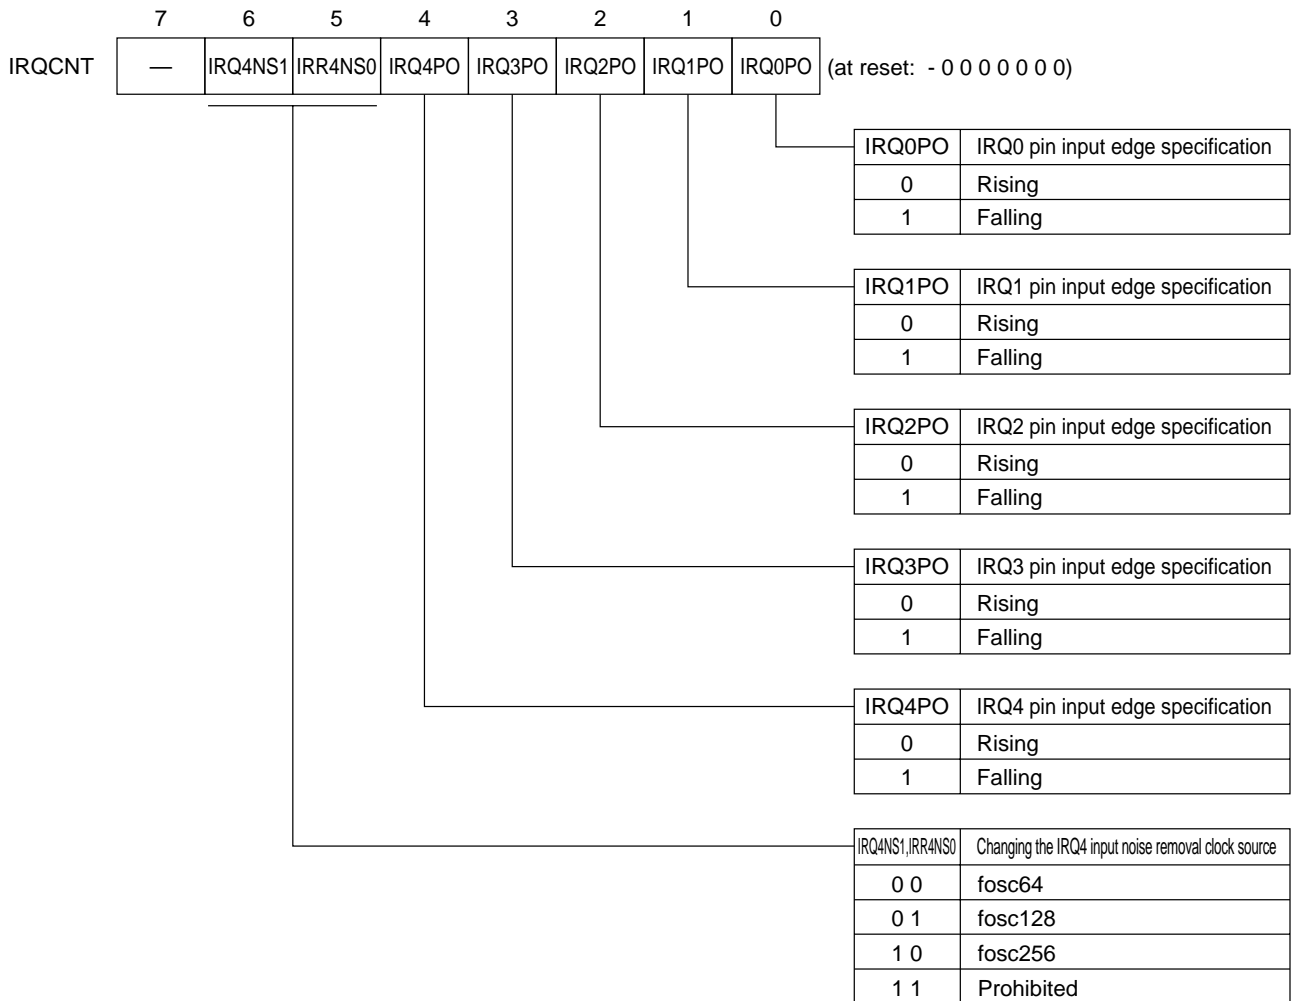 7 6 5 4 3 2 1 0
IRQCNT — IRQ4NS1 IRR4NS0 IRQ4PO IRQ3PO IRQ2PO IRQ1PO IRQ0PO (at reset: - 0 0 0 0 0 0 0)
IRQ0PO IRQ0 pin input edge specification
0 Rising
1 Falling
IRQ1PO IRQ1 pin input edge specification
0 Rising
1 Falling
IRQ2PO IRQ2 pin input edge specification
0 Rising
1 Falling
IRQ3PO IRQ3 pin input edge specification
0 Rising
1 Falling
IRQ4PO IRQ4 pin input edge specification
0 Rising
1 Falling
IRQ4NS1,IRR4NS0 Changing the IRQ4 input noise removal clock source
0 0 fosc64
0 1 fosc128
1 0 fosc256
1 1 Prohibited